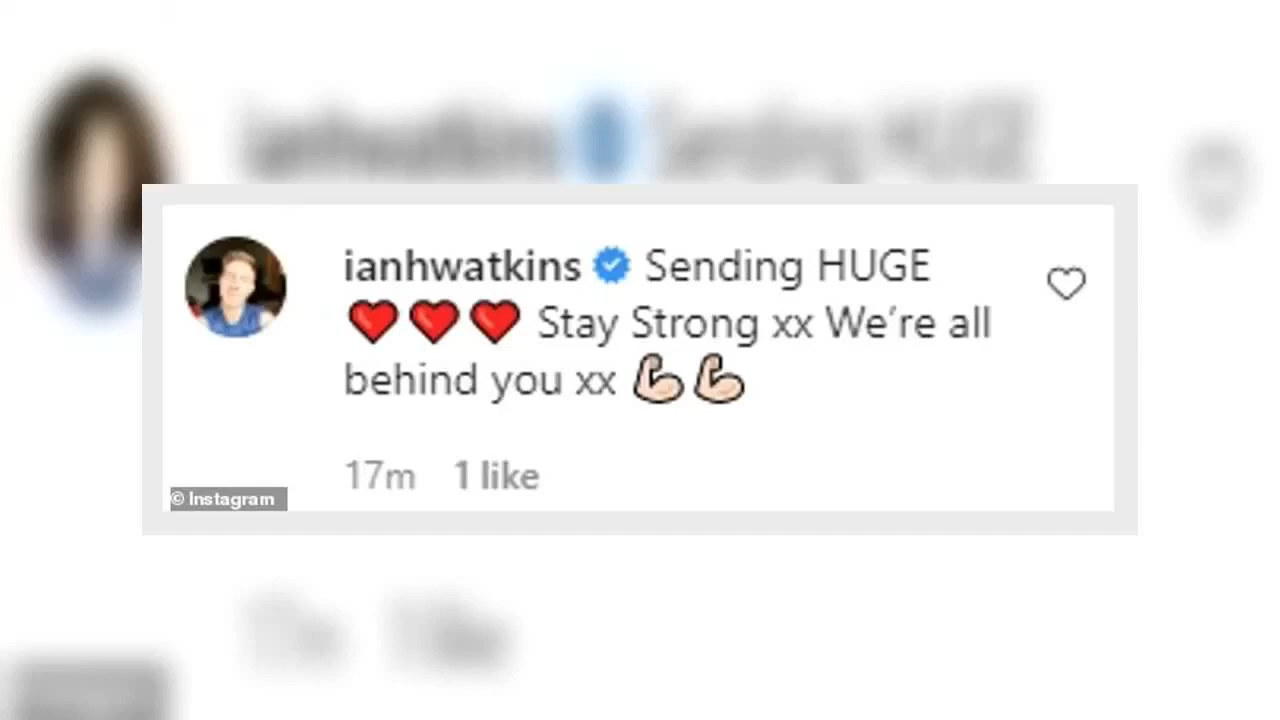 ianhwatkins Sending HUGE
❤️❤️❤️ Stay Strong xx We’re all
behind you xx 💪🏻💪🏻
17m 1 like
© Instagram